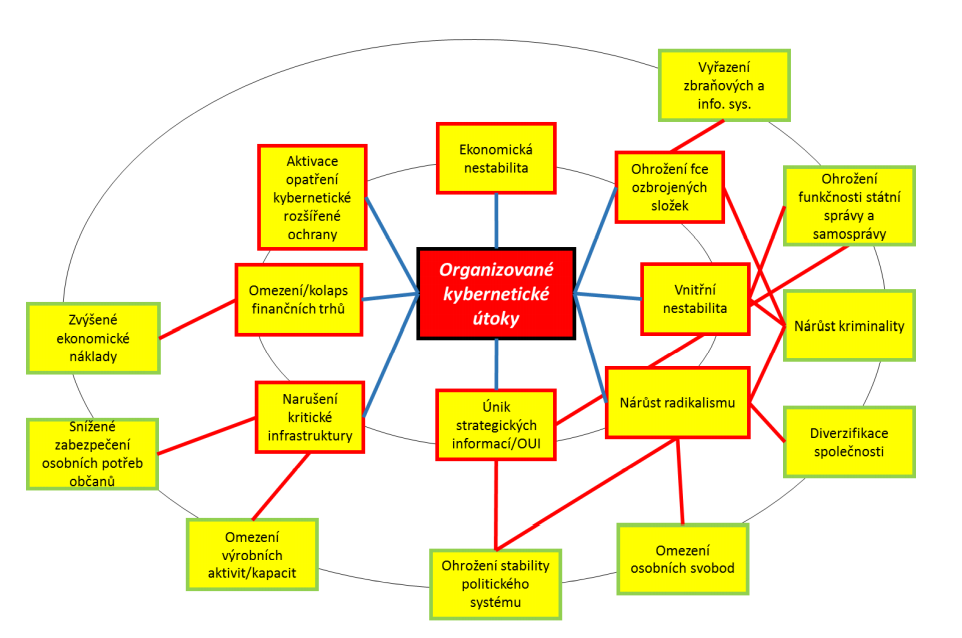 Vyřazení
zbraňových a
info. sys.
Ekonomická
nestabilita
Aktivace
opatření
kybernetické
rozšířené
ochrany
Ohrožení fce
ozbrojených
složek
Ohrožení
funkčnosti státní
správy a
samosprávy
Organizované
kybernetické
útoky
Omezení/kolaps
finančních trhů
Vnitřní
nestabilita
Zvýšené
ekonomické
náklady
Nárůst kriminality
Narušení
kritické
infrastruktury
Únik
strategických
informací/OUI
Nárůst radikalismu
Snížené
zabezpečení
osobních potřeb
občanů
Diverzifikace
společnosti
Omezení
výrobních
aktivit/kapacit
Ohrožení stability
politického
systému
Omezení
osobních svobod